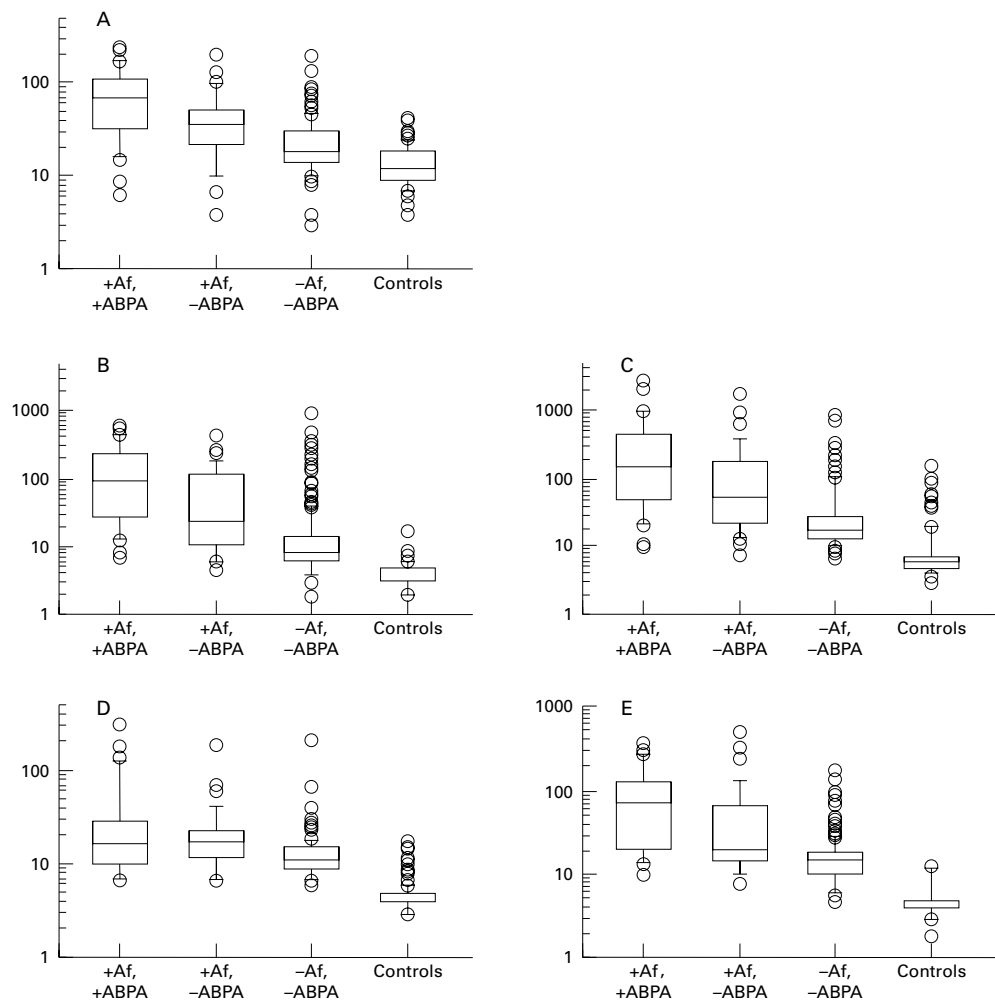 A
100
10
1
+Af, +Af, –Af, Controls
+ABPA –ABPA –ABPA
B
1000
100
10
1
+Af, +Af, –Af, Controls
+ABPA –ABPA –ABPA
C
1000
100
10
1
+Af, +Af, –Af, Controls
+ABPA –ABPA –ABPA
D
100
10
1
+Af, +Af, –Af, Controls
+ABPA –ABPA –ABPA
E
1000
100
10
1
+Af, +Af, –Af, Controls
+ABPA –ABPA –ABPA